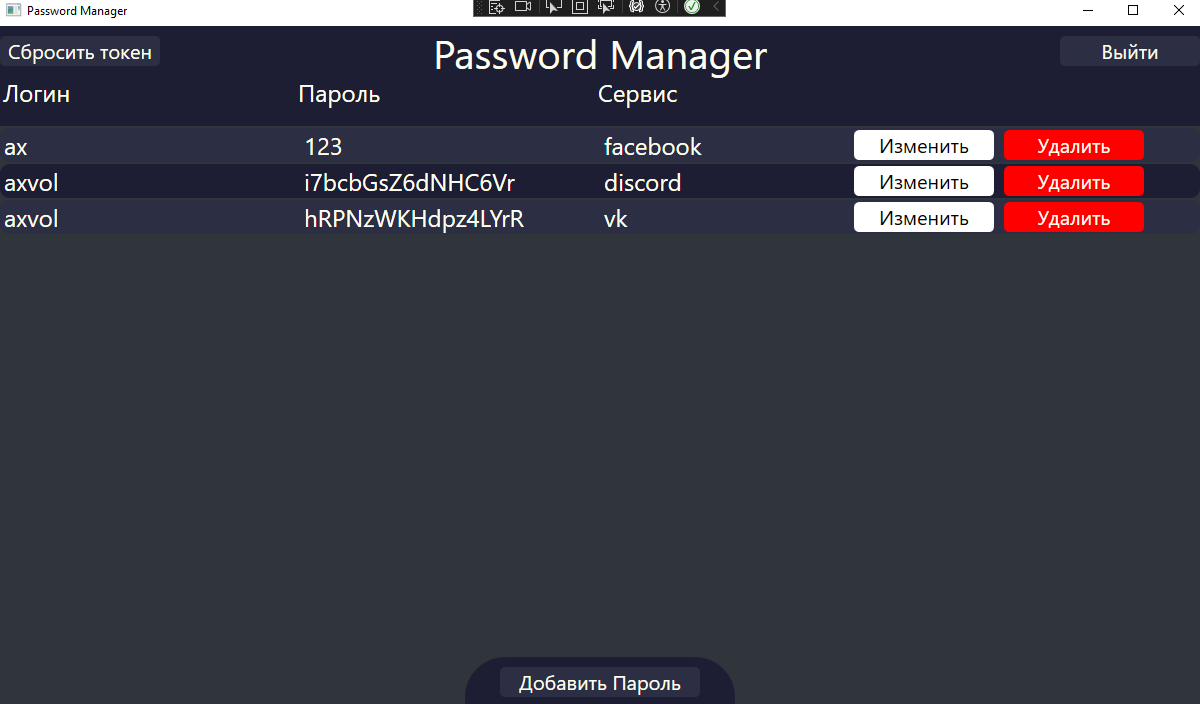 Password Manager
Сбросить токен Password Manager Выйти
Логин Пароль Сервис
ax 123 facebook Изменить Удалить
axvol i7bcbGsZ6dNHC6Vr discord Изменить Удалить
axvol hRPNzWKHdpz4LYrR vk Изменить Удалить
Добавить Пароль